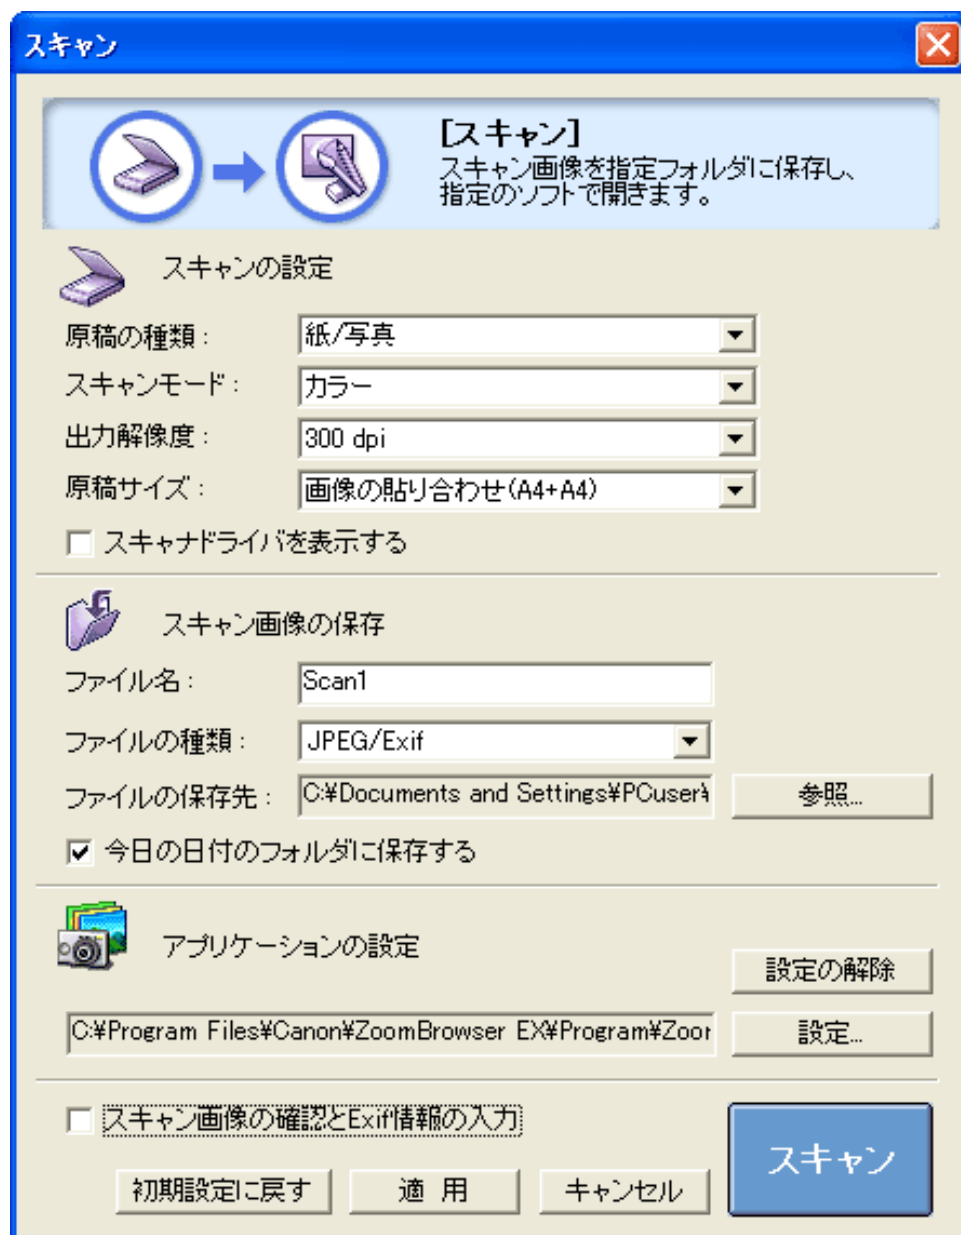 スキャン
[スキャン]
スキャン画像を指定フォルダに保存し、
指定のソフトで開きます。
スキャンの設定
原稿の種類：
紙/写真
スキャンモード：
カラー
出力解像度：
300 dpi
原稿サイズ：
画像の貼り合わせ(A4+A4)
スキャナドライバを表示する
スキャン画像の保存
ファイル名：
Scan1
ファイルの種類：
JPEG/Exif
ファイルの保存先：
C:¥Documents and Settings¥PCuser¥
参照...
今日の日付のフォルダに保存する
アプリケーションの設定
設定の解除
C:¥Program Files¥Canon¥ZoomBrowser EX¥Program¥Zoor
設定...
スキャン画像の確認とExif情報の入力
スキャン
初期設定に戻す
適 用
キャンセル